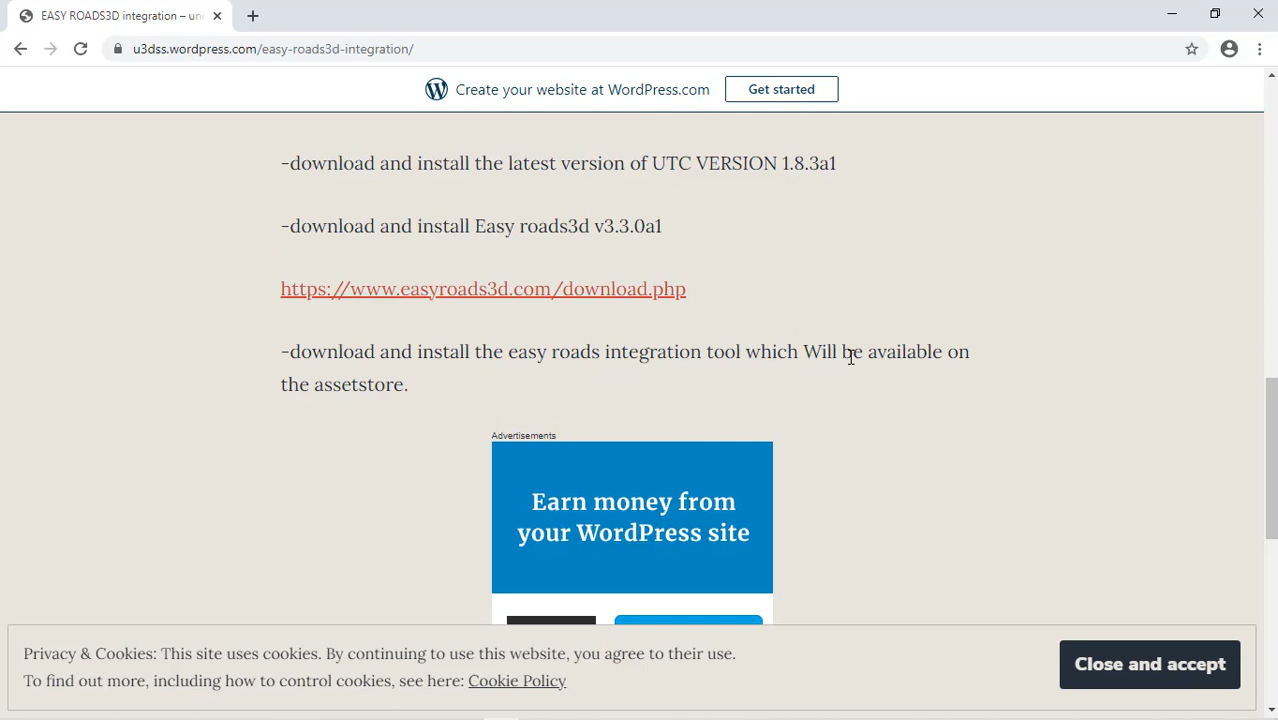 EASY ROADS3D integration – un
u3dss.wordpress.com/easy-roads3d-integration/
Create your website at WordPress.com
Get started
-download and install the latest version of UTC VERSION 1.8.3a1
-download and install Easy roads3d v3.3.0a1
https://www.easyroads3d.com/download.php
-download and install the easy roads integration tool which Will be available on
the assetstore.
Advertisements
Earn money from
your WordPress site
Privacy & Cookies: This site uses cookies. By continuing to use this website, you agree to their use.
To find out more, including how to control cookies, see here: Cookie Policy
Close and accept